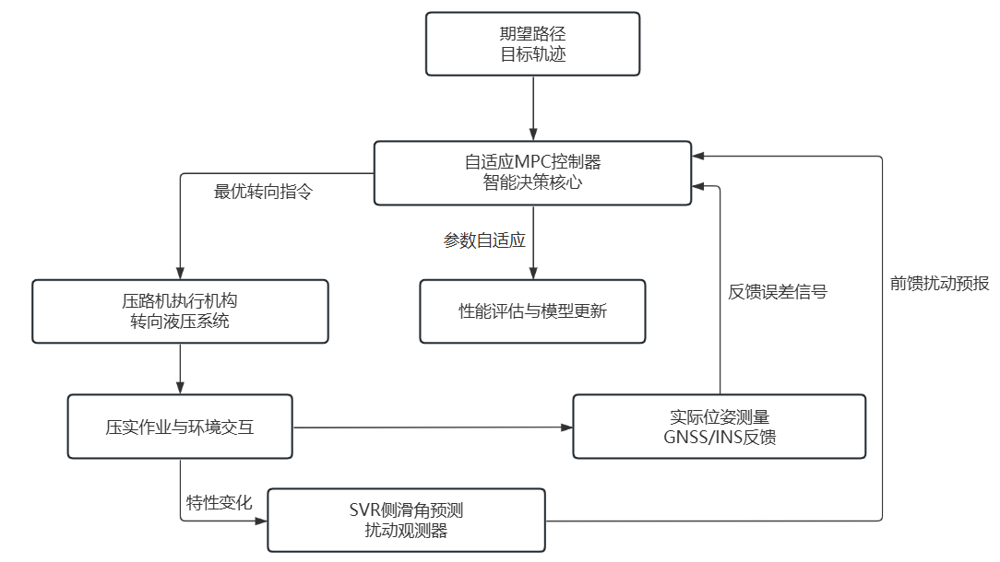 期望路径
目标轨迹
自适应MPC控制器
智能决策核心
最优转向指令
参数自适应
压路机执行机构
转向液压系统
性能评估与模型更新
反馈误差信号
前馈扰动预报
压实作业与环境交互
实际位姿测量
GNSS/INS反馈
特性变化
SVR侧滑角预测
扰动观测器